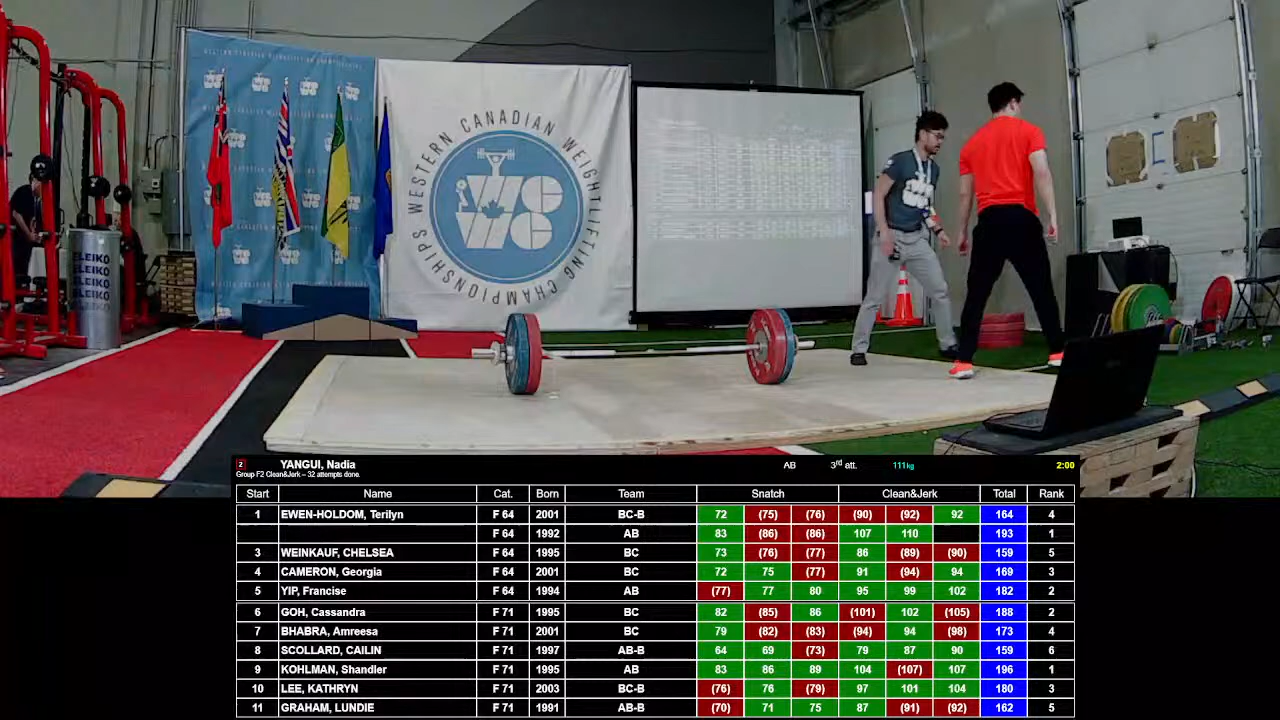 WESTERN CANADIAN WEIGHTLIFTING CHAMPIONSHIPS
WC
WC
ELEIKO
ELEIKO
ELEIKO
ELEIKO
2 YANGUI, Nadia AB 3rd att. 111kg 2:00
Group F2 Clean&Jerk – 32 attempts done.
Start Name Cat. Born Team Snatch Clean&Jerk Total Rank
1 EWEN-HOLDOM, Terilyn F 64 2001 BC-B 72 (75) (76) (90) (92) 92 164 4
F 64 1992 AB 83 (86) (86) 107 110 193 1
3 WEINKAUF, CHELSEA F 64 1995 BC 73 (76) (77) 86 (89) (90) 159 5
4 CAMERON, Georgia F 64 2001 BC 72 75 (77) 91 (94) 94 169 3
5 YIP, Francise F 64 1994 AB (77) 77 80 95 99 102 182 2
6 GOH, Cassandra F 71 1995 BC 82 (85) 86 (101) 102 (105) 188 2
7 BHABRA, Amreesa F 71 2001 BC 79 (82) (83) (94) 94 (98) 173 4
8 SCOLLARD, CAILIN F 71 1997 AB-B 64 69 (73) 79 87 90 159 6
9 KOHLMAN, Shandler F 71 1995 AB 83 86 89 104 (107) 107 196 1
10 LEE, KATHRYN F 71 2003 BC-B (76) 76 (79) 97 101 104 180 3
11 GRAHAM, LUNDIE F 71 1991 AB-B (70) 71 75 87 (91) (92) 162 5